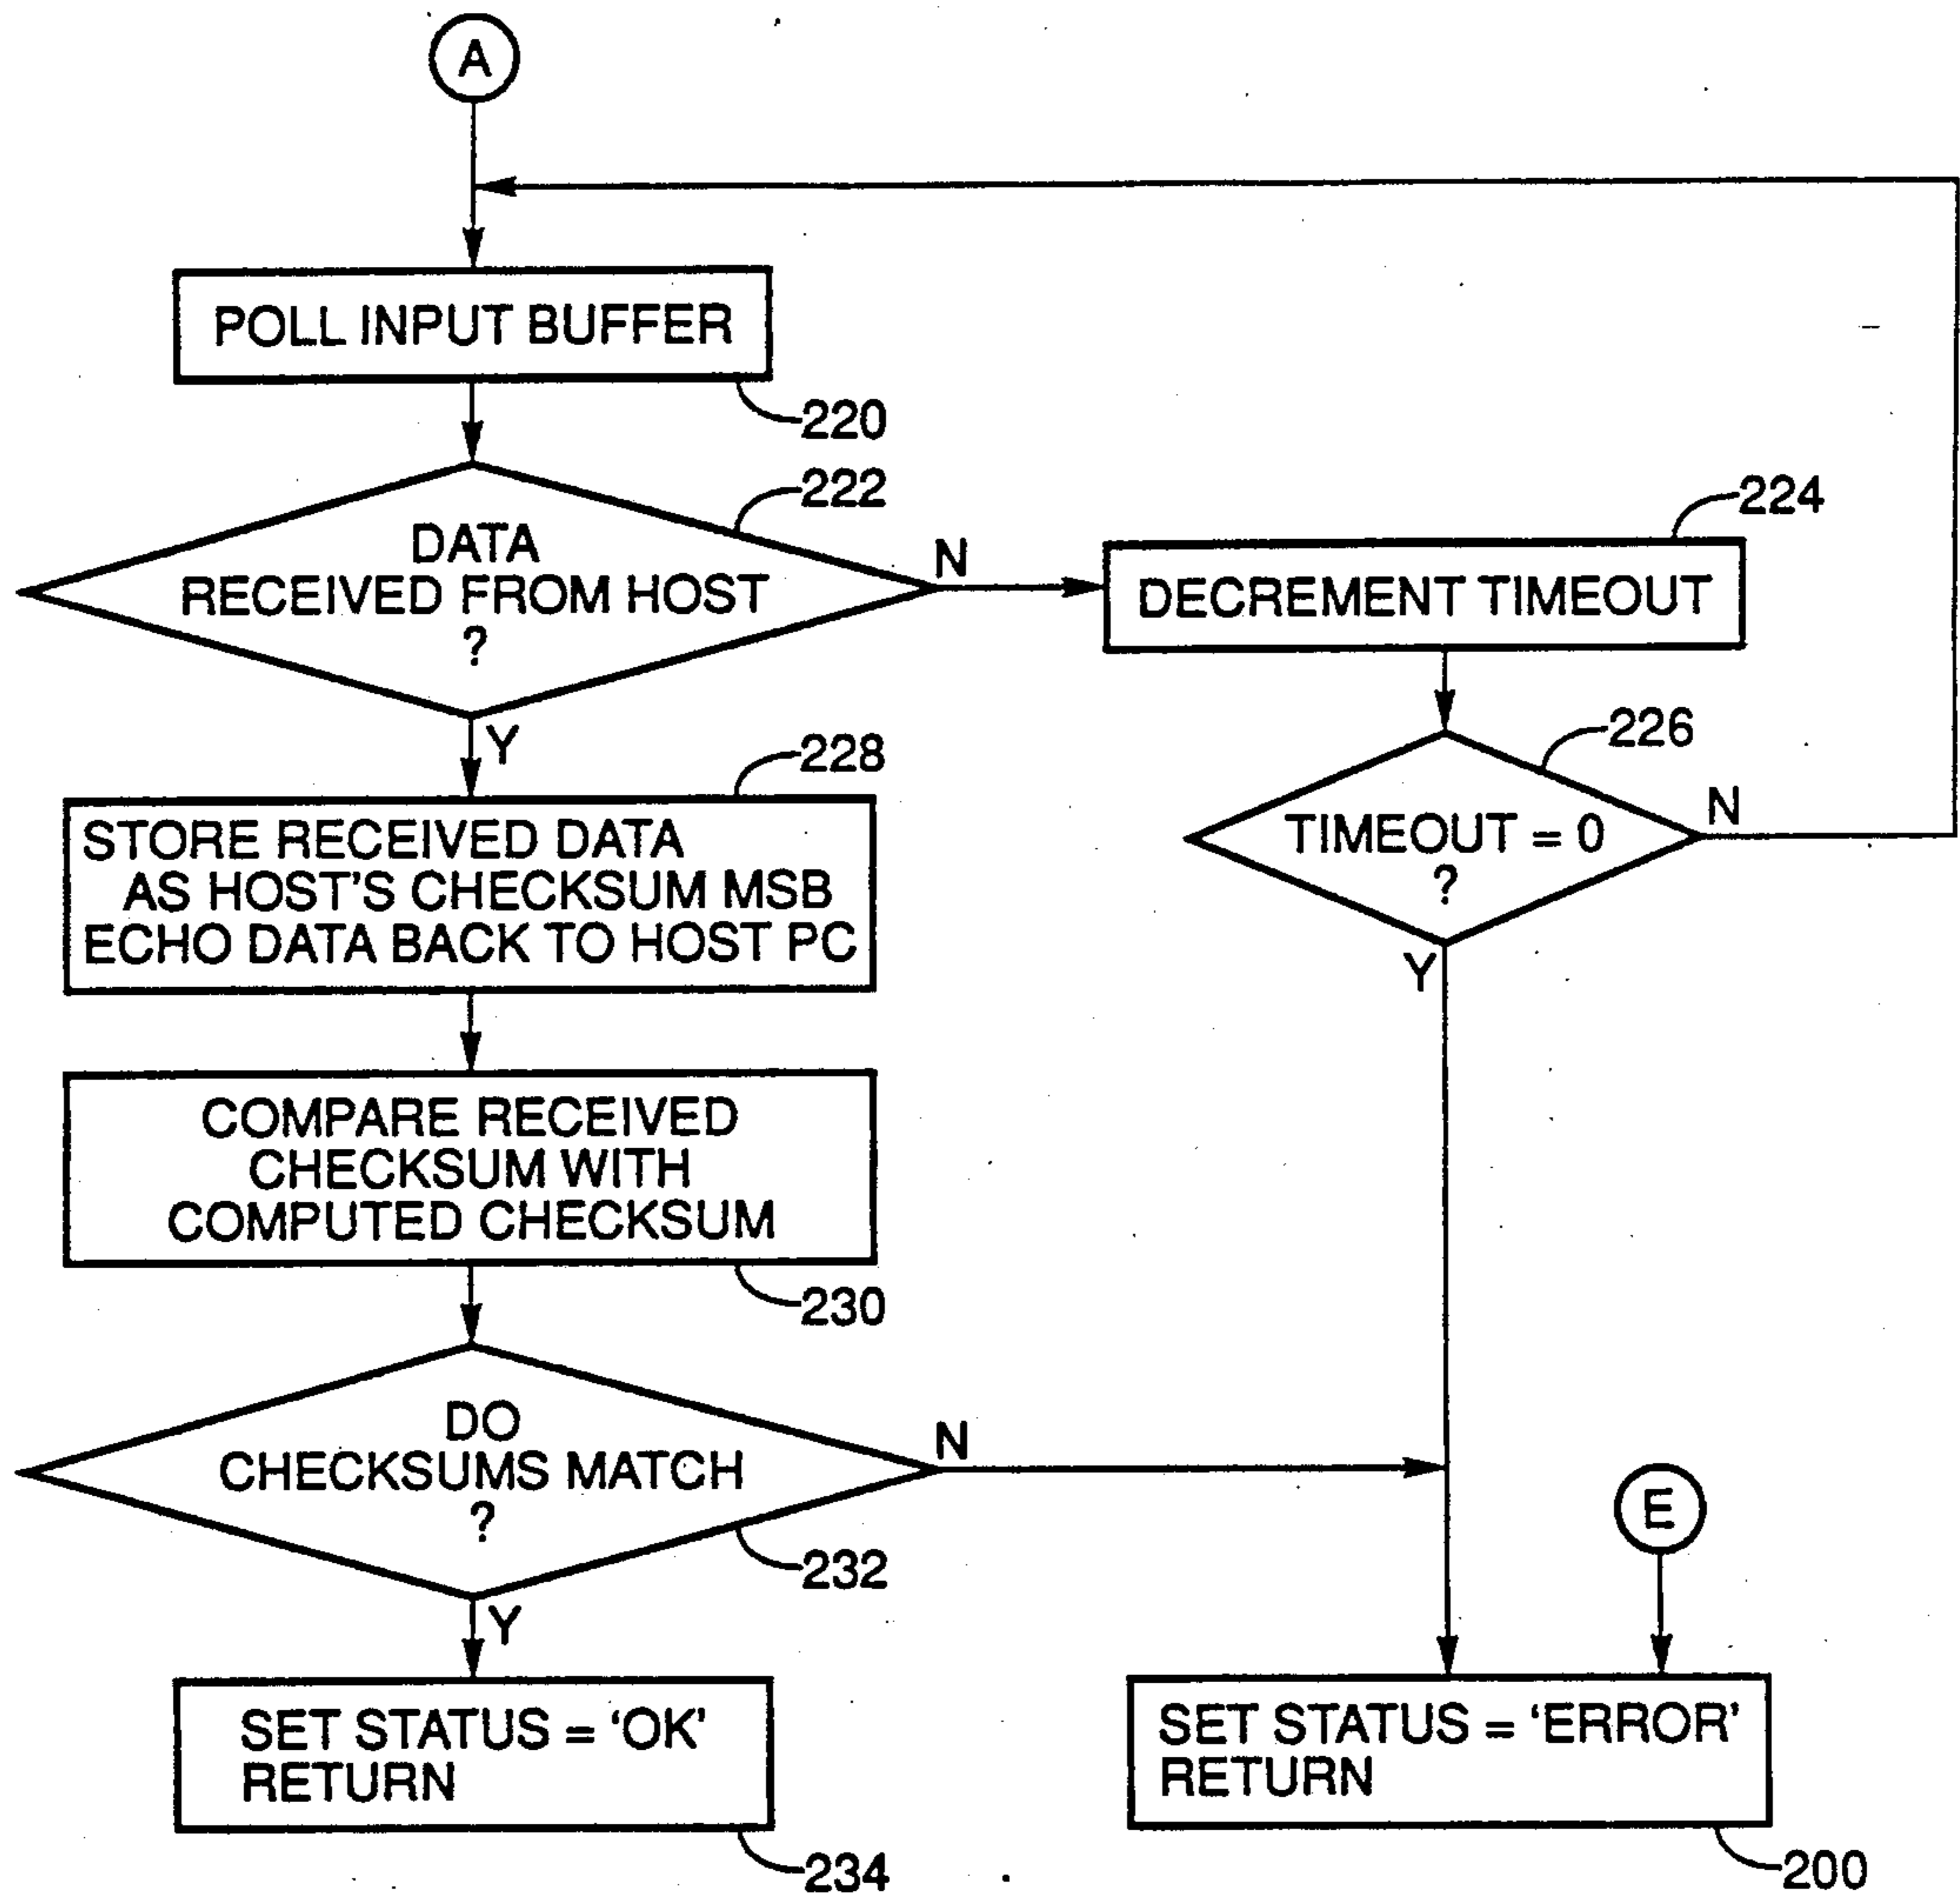 A
POLL INPUT BUFFER
220
222
DATA
RECEIVED FROM HOST
?
N
224
DECREMENT TIMEOUT
Y
226
TIMEOUT = 0
?
N
Y
228
STORE RECEIVED DATA
AS HOST'S CHECKSUM MSB
ECHO DATA BACK TO HOST PC
COMPARE RECEIVED
CHECKSUM WITH
COMPUTED CHECKSUM
230
DO
CHECKSUMS MATCH
?
N
232
Y
E
SET STATUS = 'OK'
RETURN
234
SET STATUS = 'ERROR'
RETURN
200